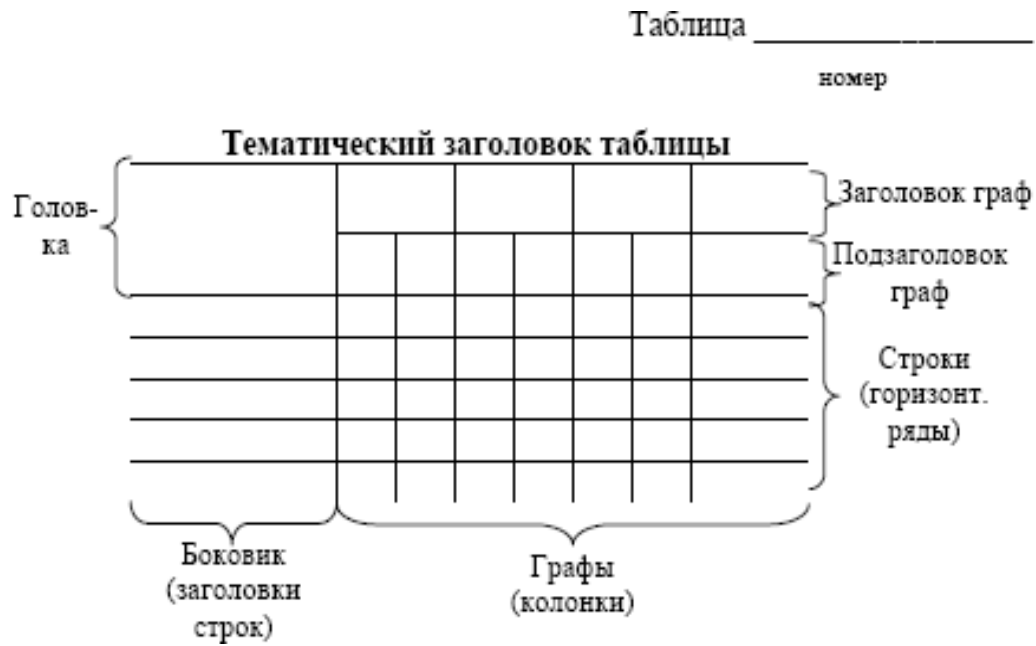 Таблица ____________________
номер
Тематический заголовок таблицы
Голов-
ка
Заголовок граф
Подзаголовок
граф
Строки
(горизонт.
ряды)
Боковик
(заголовки
строк)
Графы
(колонки)